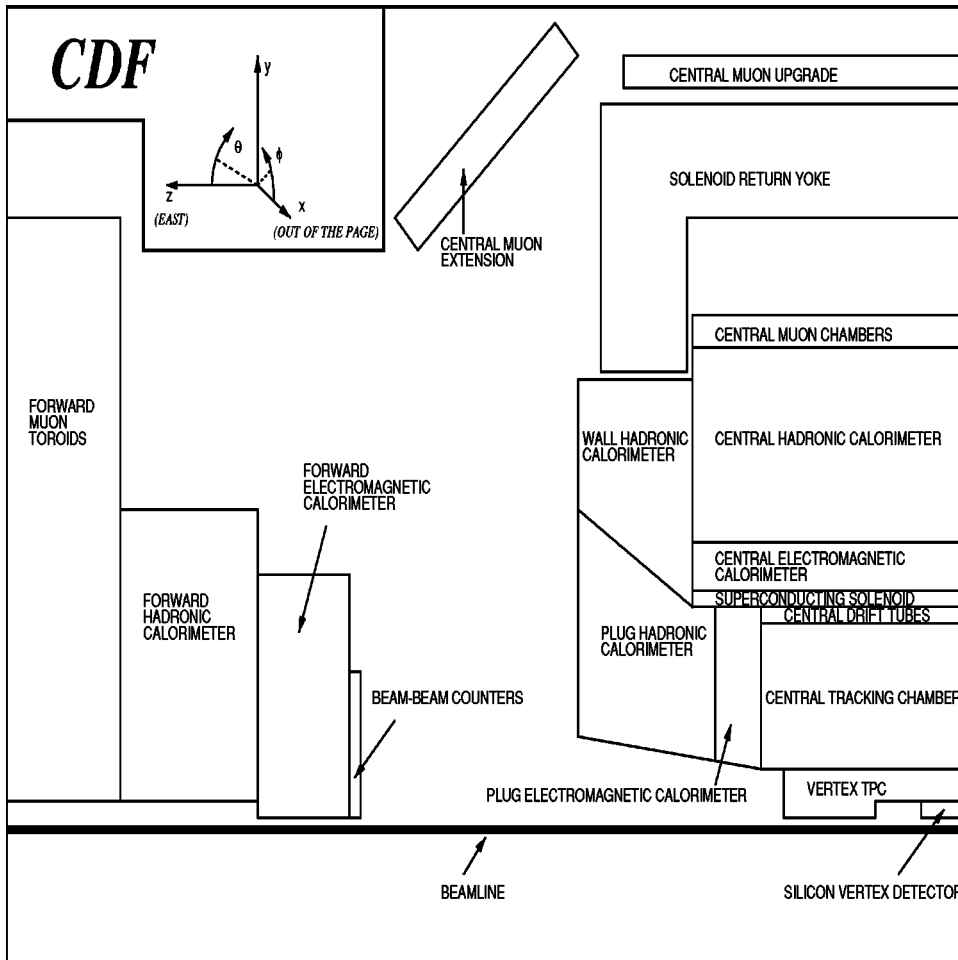 CDF
y
θ
ϕ
z
x
(EAST)
(OUT OF THE PAGE)
CENTRAL MUON UPGRADE
SOLENOID RETURN YOKE
CENTRAL MUON
EXTENSION
CENTRAL MUON CHAMBERS
FORWARD
MUON
TOROIDS
WALL HADRONIC
CALORIMETER
CENTRAL HADRONIC CALORIMETER
FORWARD
ELECTROMAGNETIC
CALORIMETER
CENTRAL ELECTROMAGNETIC
CALORIMETER
SUPERCONDUCTING SOLENOID
CENTRAL DRIFT TUBES
FORWARD
HADRONIC
CALORIMETER
PLUG HADRONIC
CALORIMETER
BEAM-BEAM COUNTERS
CENTRAL TRACKING CHAMBER
PLUG ELECTROMAGNETIC CALORIMETER
VERTEX TPC
BEAMLINE
SILICON VERTEX DETECTOR